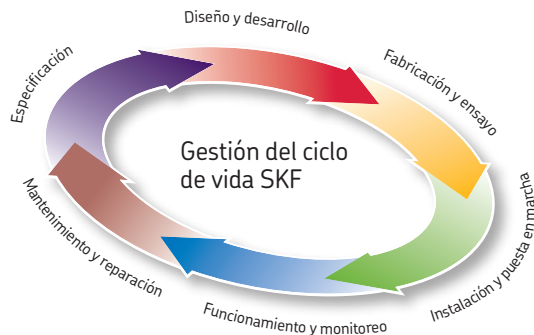 Diseño y desarrollo
Fabricación y ensayo
Especificación
Gestión del ciclo
de vida SKF
Instalación y puesta en marcha
Mantenimiento y reparación
Funcionamiento y monitoreo